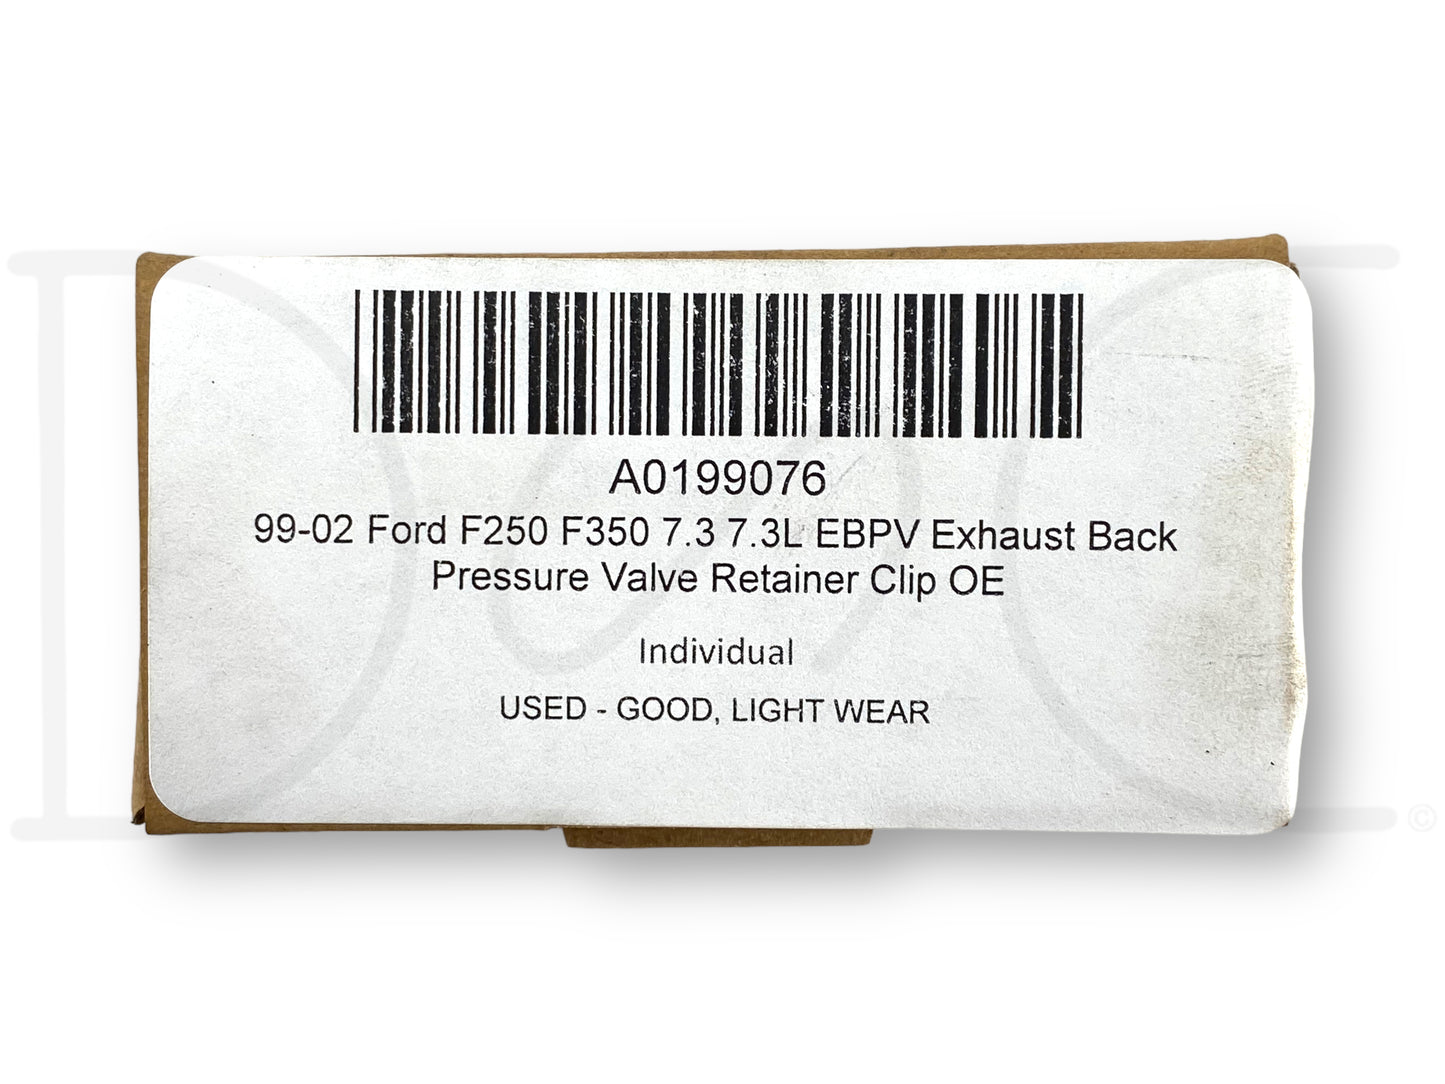 A0199076
99-02 Ford F250 F350 7.3 7.3L EBPV Exhaust Back
Pressure Valve Retainer Clip OE
Individual
USED - GOOD, LIGHT WEAR
©